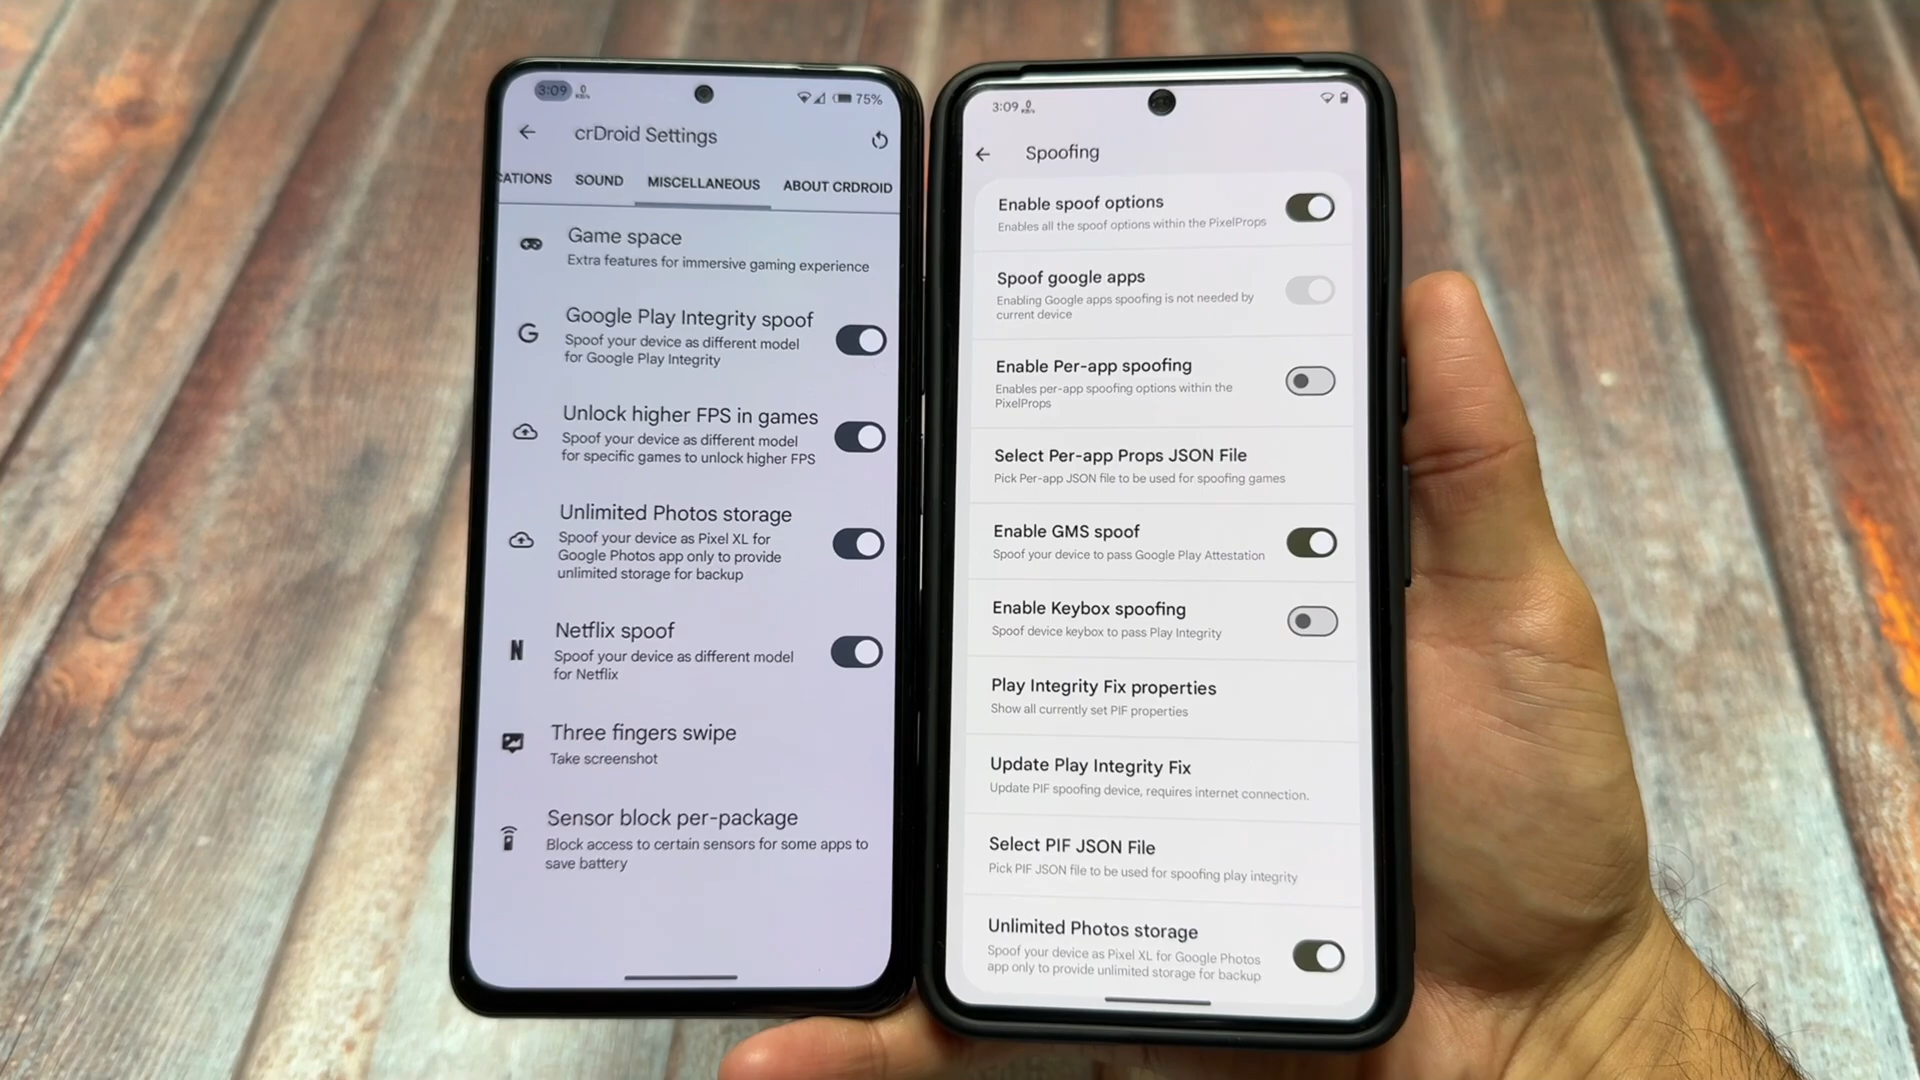 3:09 0 KB/s
75%
crDroid Settings
CATIONS SOUND MISCELLANEOUS ABOUT CRDROID
Game space
Extra features for immersive gaming experience
G
Google Play Integrity spoof
Spoof your device as different model
for Google Play Integrity
Unlock higher FPS in games
Spoof your device as different model
for specific games to unlock higher FPS
Unlimited Photos storage
Spoof your device as Pixel XL for
Google Photos app only to provide
unlimited storage for backup
N
Netflix spoof
Spoof your device as different model
for Netflix
Three fingers swipe
Take screenshot
Sensor block per-package
Block access to certain sensors for some apps to
save battery
3:09 0 KB/s
Spoofing
Enable spoof options
Enables all the spoof options within the PixelProps
Spoof google apps
Enabling Google apps spoofing is not needed by
current device
Enable Per-app spoofing
Enables per-app spoofing options within the
PixelProps
Select Per-app Props JSON File
Pick Per-app JSON file to be used for spoofing games
Enable GMS spoof
Spoof your device to pass Google Play Attestation
Enable Keybox spoofing
Spoof device keybox to pass Play Integrity
Play Integrity Fix properties
Show all currently set PIF properties
Update Play Integrity Fix
Update PIF spoofing device, requires internet connection.
Select PIF JSON File
Pick PIF JSON file to be used for spoofing play integrity
Unlimited Photos storage
Spoof your device as Pixel XL for Google Photos
app only to provide unlimited storage for backup